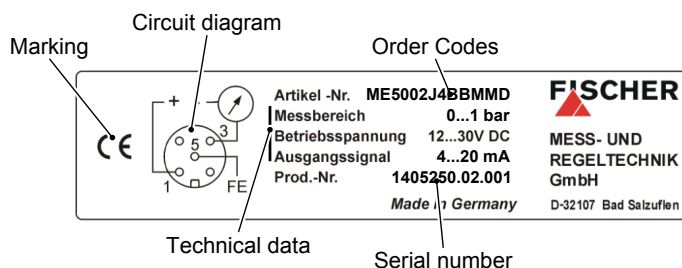 Circuit diagram
Marking
Order Codes
CE
+
-
3
5
1
FE
Artikel -Nr. ME5002J4BBMMD
Messbereich 0...1 bar
Betriebsspannung 12...30V DC
Ausgangssignal 4...20 mA
Prod.-Nr. 1405250.02.001
Made in Germany
FISCHER
MESS- UND
REGELTECHNIK
GmbH
D-32107 Bad Salzuflen
Technical data
Serial number